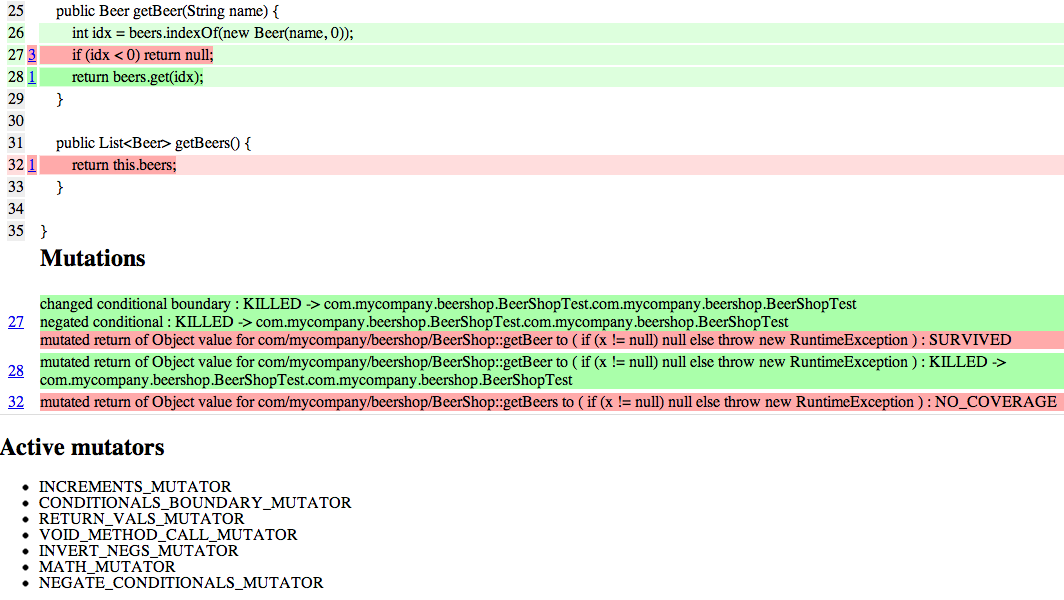 25 public Beer getBeer(String name) {
26 int idx = beers.indexOf(new Beer(name, 0));
27 3 if (idx < 0) return null;
28 1 return beers.get(idx);
29 }
30
31 public List<Beer> getBeers() {
32 1 return this.beers;
33 }
34
35 }
Mutations
changed conditional boundary : KILLED -> com.mycompany.beershop.BeerShopTest.com.mycompany.beershop.BeerShopTest
27 negated conditional : KILLED -> com.mycompany.beershop.BeerShopTest.com.mycompany.beershop.BeerShopTest
mutated return of Object value for com/mycompany/beershop/BeerShop::getBeer to ( if (x != null) null else throw new RuntimeException ) : SURVIVED
28 mutated return of Object value for com/mycompany/beershop/BeerShop::getBeer to ( if (x != null) null else throw new RuntimeException ) : KILLED ->
com.mycompany.beershop.BeerShopTest.com.mycompany.beershop.BeerShopTest
32 mutated return of Object value for com/mycompany/beershop/BeerShop::getBeers to ( if (x != null) null else throw new RuntimeException ) : NO_COVERAGE
Active mutators
• INCREMENTS_MUTATOR
• CONDITIONALS_BOUNDARY_MUTATOR
• RETURN_VALS_MUTATOR
• VOID_METHOD_CALL_MUTATOR
• INVERT_NEGS_MUTATOR
• MATH_MUTATOR
• NEGATE_CONDITIONALS_MUTATOR